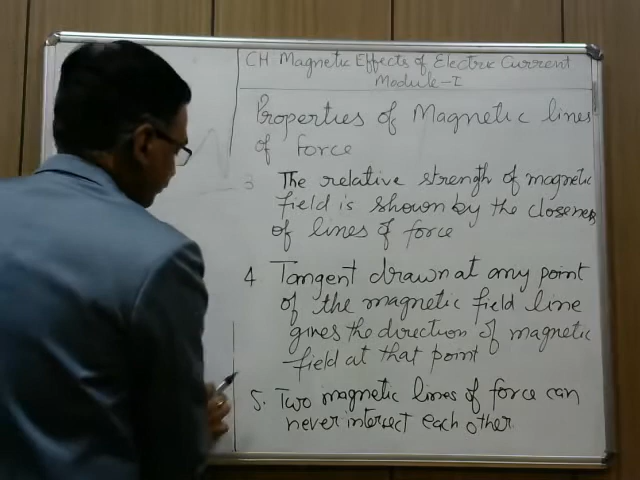 CH Magnetic Effects of Electric Current
Module-I
Properties of Magnetic lines
of force
3 The relative strength of magnetic
field is shown by the closeness
of lines of force
4 Tangent drawn at any point
of the magnetic field line
gives the direction of magnetic
field at that point
5. Two magnetic lines of force can
never intersect each other